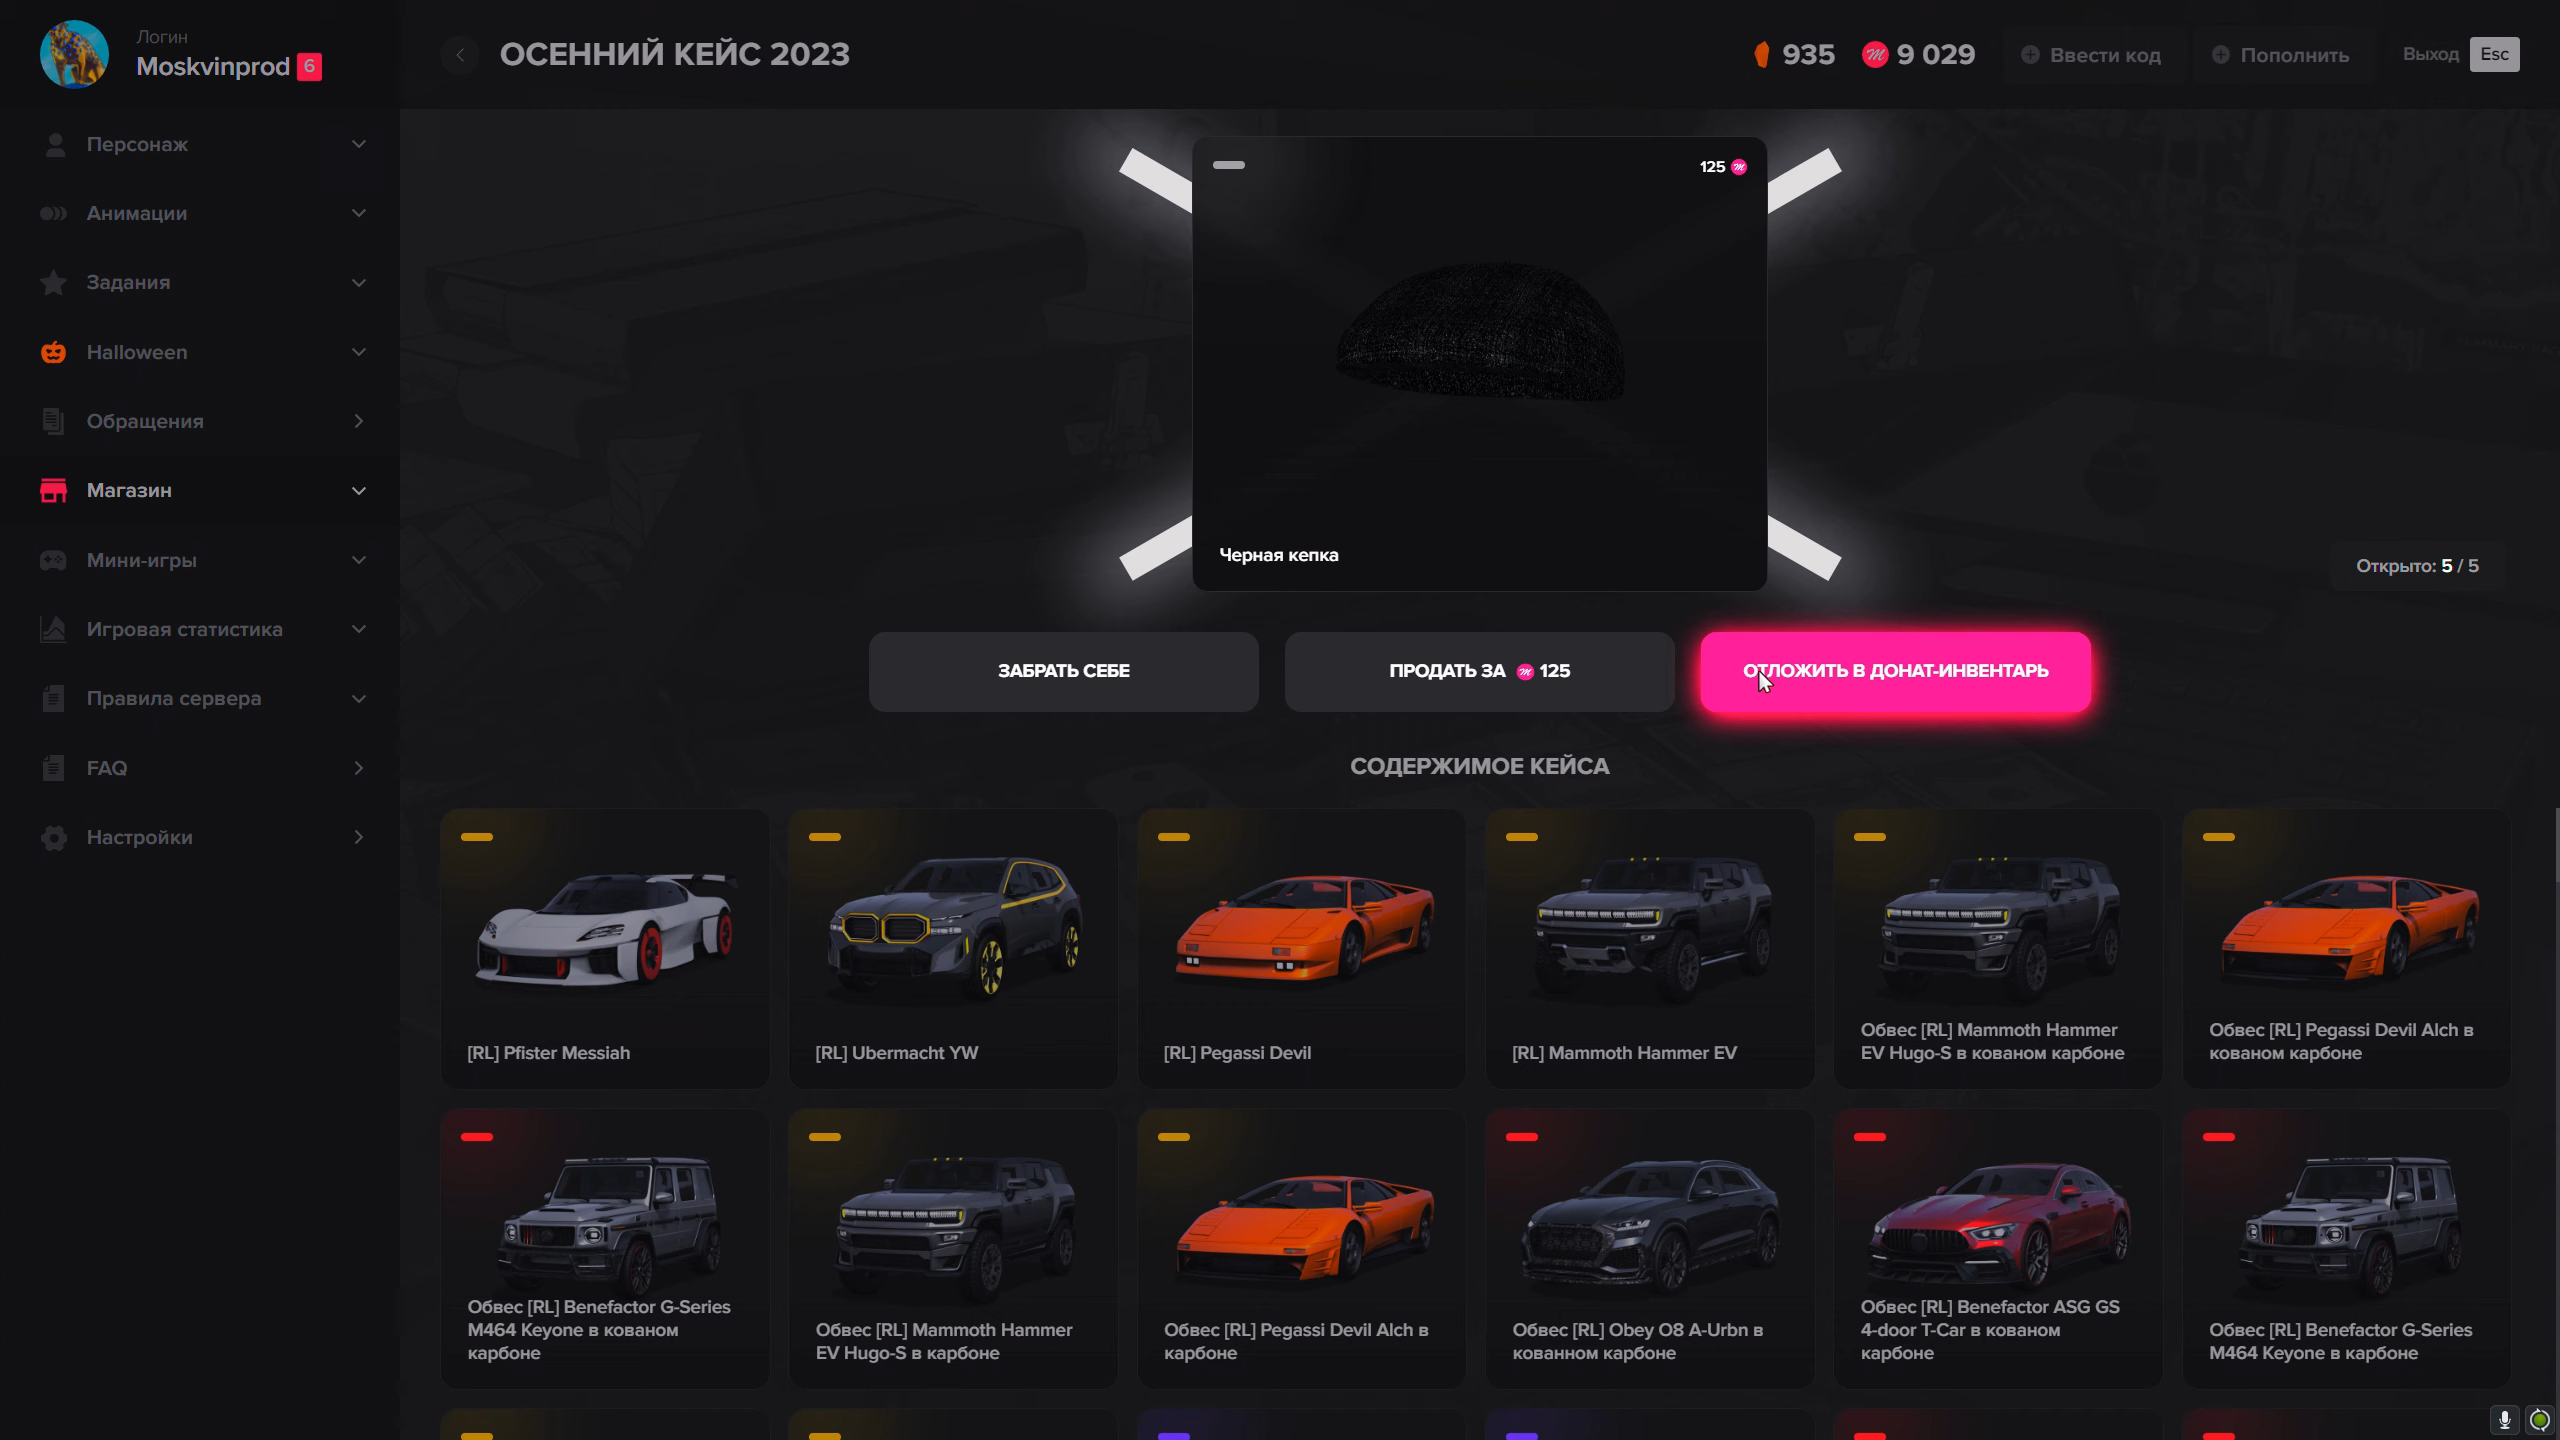 Логин
Moskvinprod 6
ОСЕННИЙ КЕЙС 2023
935
9 029
Ввести код
Пополнить
Выход
Esc
Персонаж
Анимации
Задания
Halloween
Обращения
Магазин
Мини-игры
Игровая статистика
Правила сервера
FAQ
Настройки
125
Черная кепка
Открыто: 5 / 5
ЗАБРАТЬ СЕБЕ
ПРОДАТЬ ЗА 125
ОТЛОЖИТЬ В ДОНАТ-ИНВЕНТАРЬ
СОДЕРЖИМОЕ КЕЙСА
[RL] Pfister Messiah
[RL] Ubermacht YW
[RL] Pegassi Devil
[RL] Mammoth Hammer EV
Обвес [RL] Mammoth Hammer
EV Hugo-S в кованом карбоне
Обвес [RL] Pegassi Devil Alch в
кованом карбоне
Обвес [RL] Benefactor G-Series
M464 Keyone в кованом
карбоне
Обвес [RL] Mammoth Hammer
EV Hugo-S в карбоне
Обвес [RL] Pegassi Devil Alch в
карбоне
Обвес [RL] Obey O8 A-Urbn в
кованном карбоне
Обвес [RL] Benefactor ASG GS
4-door T-Car в кованом
карбоне
Обвес [RL] Benefactor G-Series
M464 Keyone в карбоне